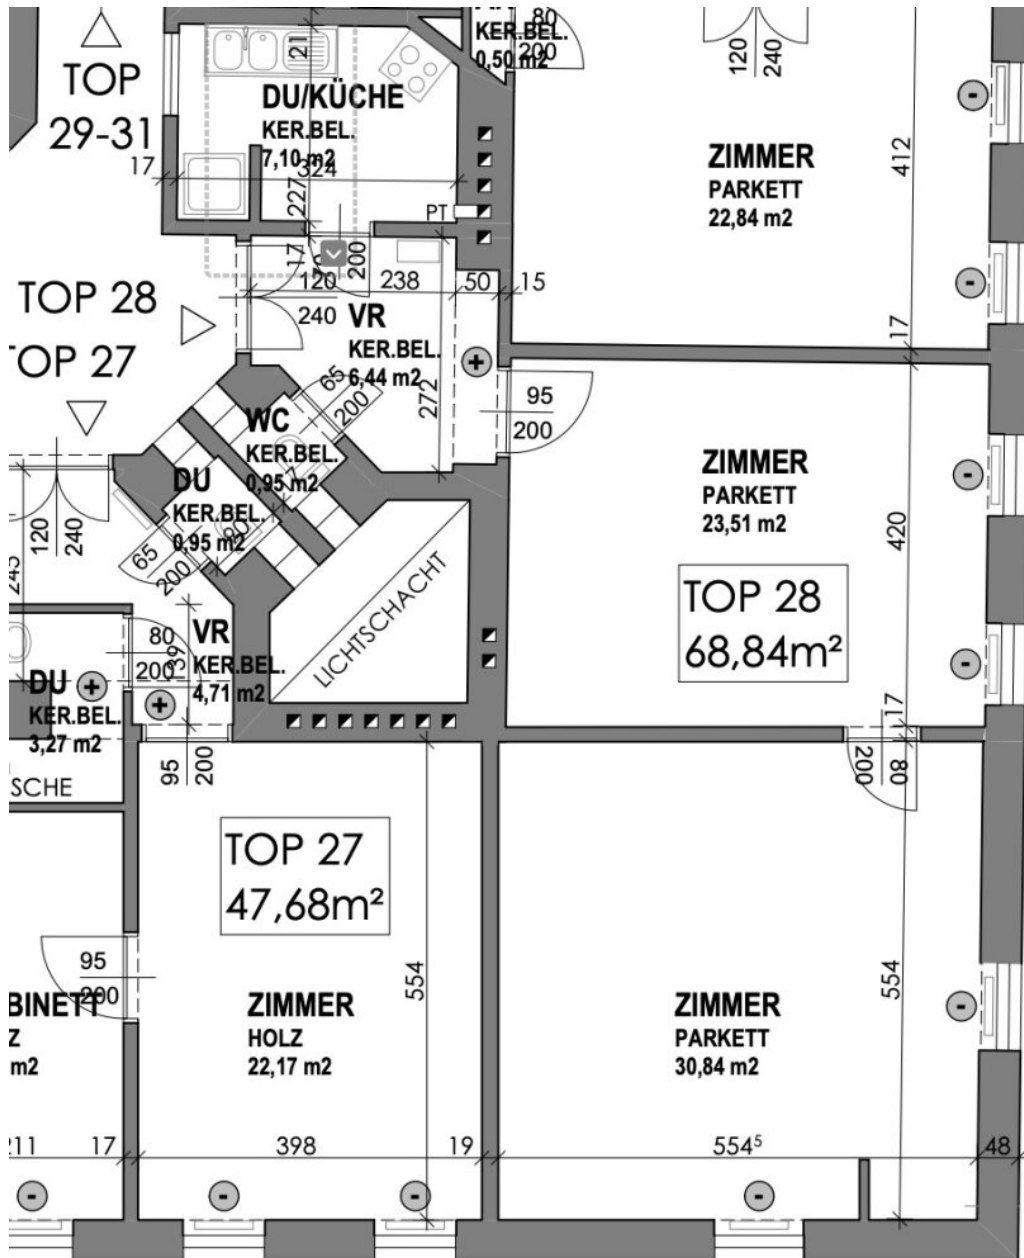 80
200
KER.BEL.
0,50 m2
120
240
TOP
29-31
21
DU/KÜCHE
KER.BEL.
7,10 m2
324
17
227
PT
412
ZIMMER
PARKETT
22,84 m2
17
200
120
240
238
50
15
17
TOP 28
TOP 27
VR
KER.BEL.
6,44 m2
65
200
272
WC
KER.BEL.
0,95 m2
95
200
ZIMMER
PARKETT
23,51 m2
420
DU
KER.BEL.
0,95 m2
80
65
200
120
240
245
LICHTSCHACHT
TOP 28
68,84m²
80
200
139
VR
KER.BEL.
4,71 m2
DU
KER.BEL.
3,27 m2
SCHE
95
200
17
200
80
TOP 27
47,68m²
95
200
554
554
BINETT
Z
m2
ZIMMER
HOLZ
22,17 m2
ZIMMER
PARKETT
30,84 m2
211
17
398
19
554⁵
48